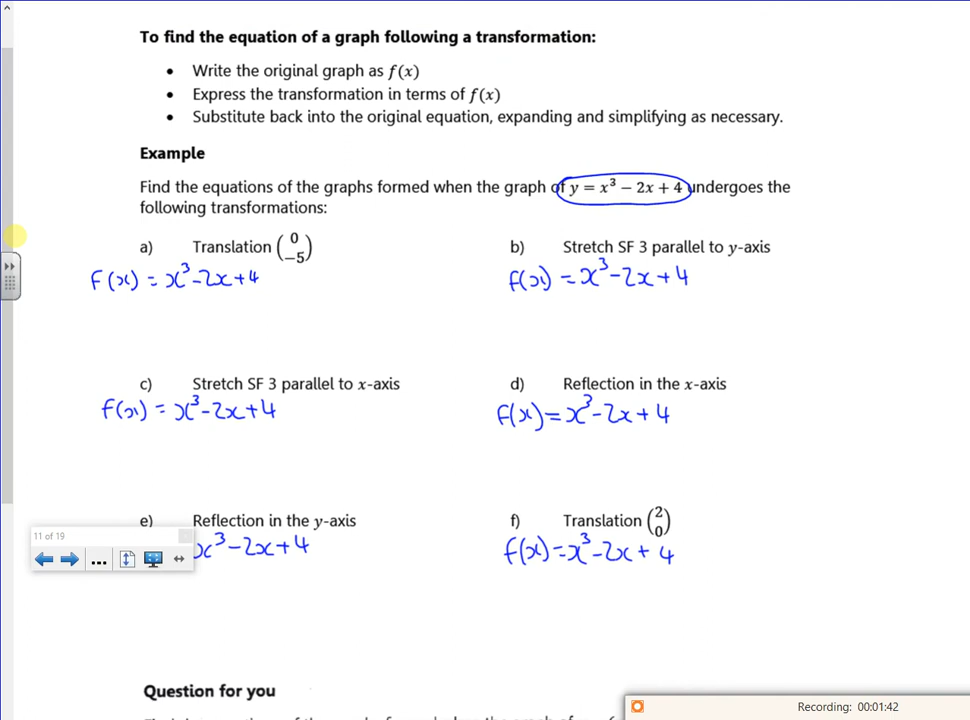 To find the equation of a graph following a transformation:
• Write the original graph as f(x)
• Express the transformation in terms of f(x)
• Substitute back into the original equation, expanding and simplifying as necessary.
Example
Find the equations of the graphs formed when the graph of y = x³ − 2x + 4 undergoes the
following transformations:
a) Translation (0 −5)
f(x) = x³-2x+4
b) Stretch SF 3 parallel to y-axis
f(x) = x³-2x+4
c) Stretch SF 3 parallel to x-axis
f(x) = x³-2x+4
d) Reflection in the x-axis
f(x) = x³-2x+4
e) Reflection in the y-axis
x³-2x+4
f) Translation (2 0)
f(x) = x³-2x+4
11 of 19
...
Question for you
Recording: 00:01:42